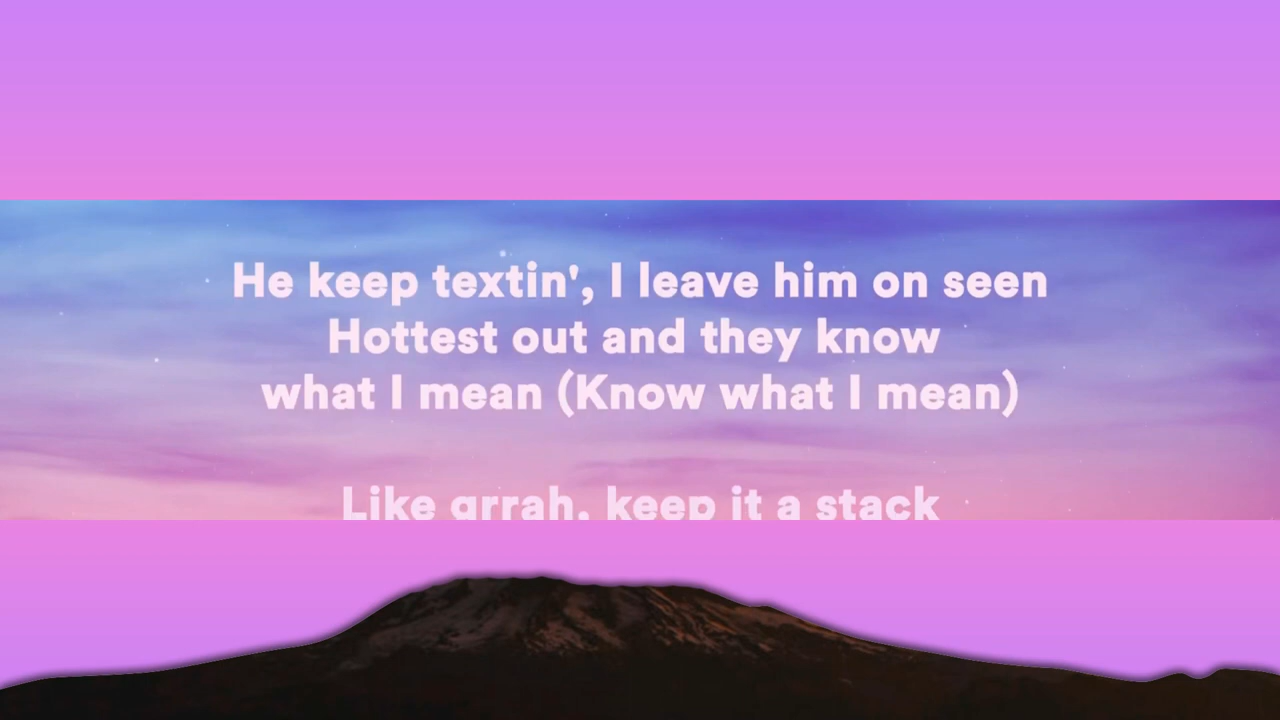 He keep textin', I leave him on seen
Hottest out and they know
what I mean (Know what I mean)
Like grrah, keep it a stack